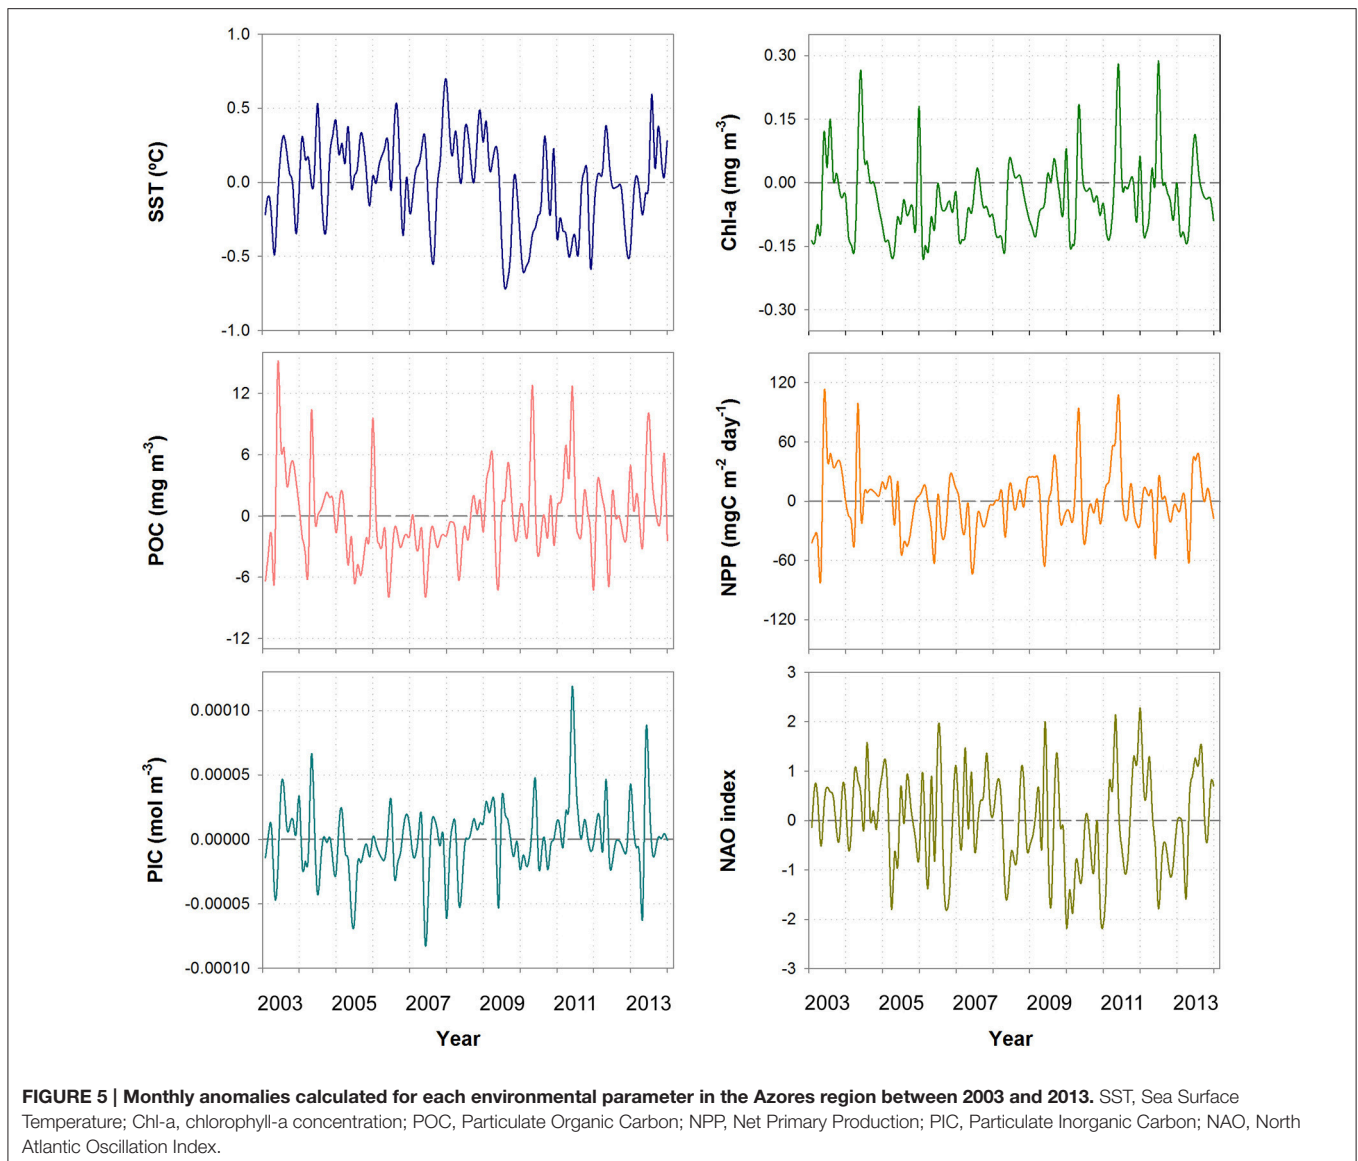 1.0
0.5
0.0
-0.5
-1.0
SST (ºC)
0.30
0.15
0.00
-0.15
-0.30
Chl-a (mg m-3)
12
6
0
-6
-12
POC (mg m-3)
120
60
0
-60
-120
NPP (mgC m-2 day-1)
0.00010
0.00005
0.00000
-0.00005
-0.00010
PIC (mol m-3)
2003 2005 2007 2009 2011 2013
Year
3
2
1
0
-1
-2
-3
NAO index
2003 2005 2007 2009 2011 2013
Year
FIGURE 5 | Monthly anomalies calculated for each environmental parameter in the Azores region between 2003 and 2013. SST, Sea Surface
Temperature; Chl-a, chlorophyll-a concentration; POC, Particulate Organic Carbon; NPP, Net Primary Production; PIC, Particulate Inorganic Carbon; NAO, North
Atlantic Oscillation Index.